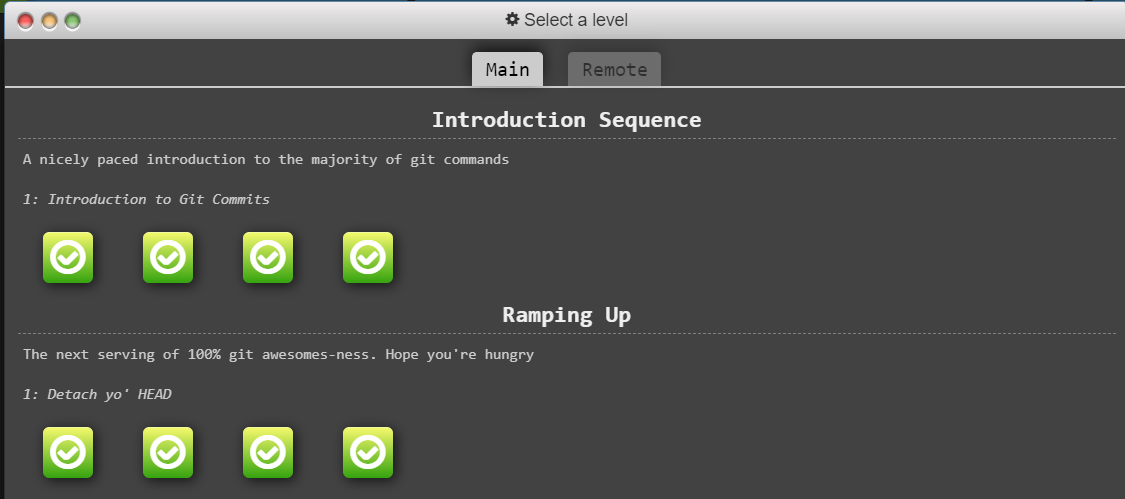 Select a level
Main Remote
Introduction Sequence
A nicely paced introduction to the majority of git commands
1: Introduction to Git Commits
Ramping Up
The next serving of 100% git awesomes-ness. Hope you're hungry
1: Detach yo' HEAD